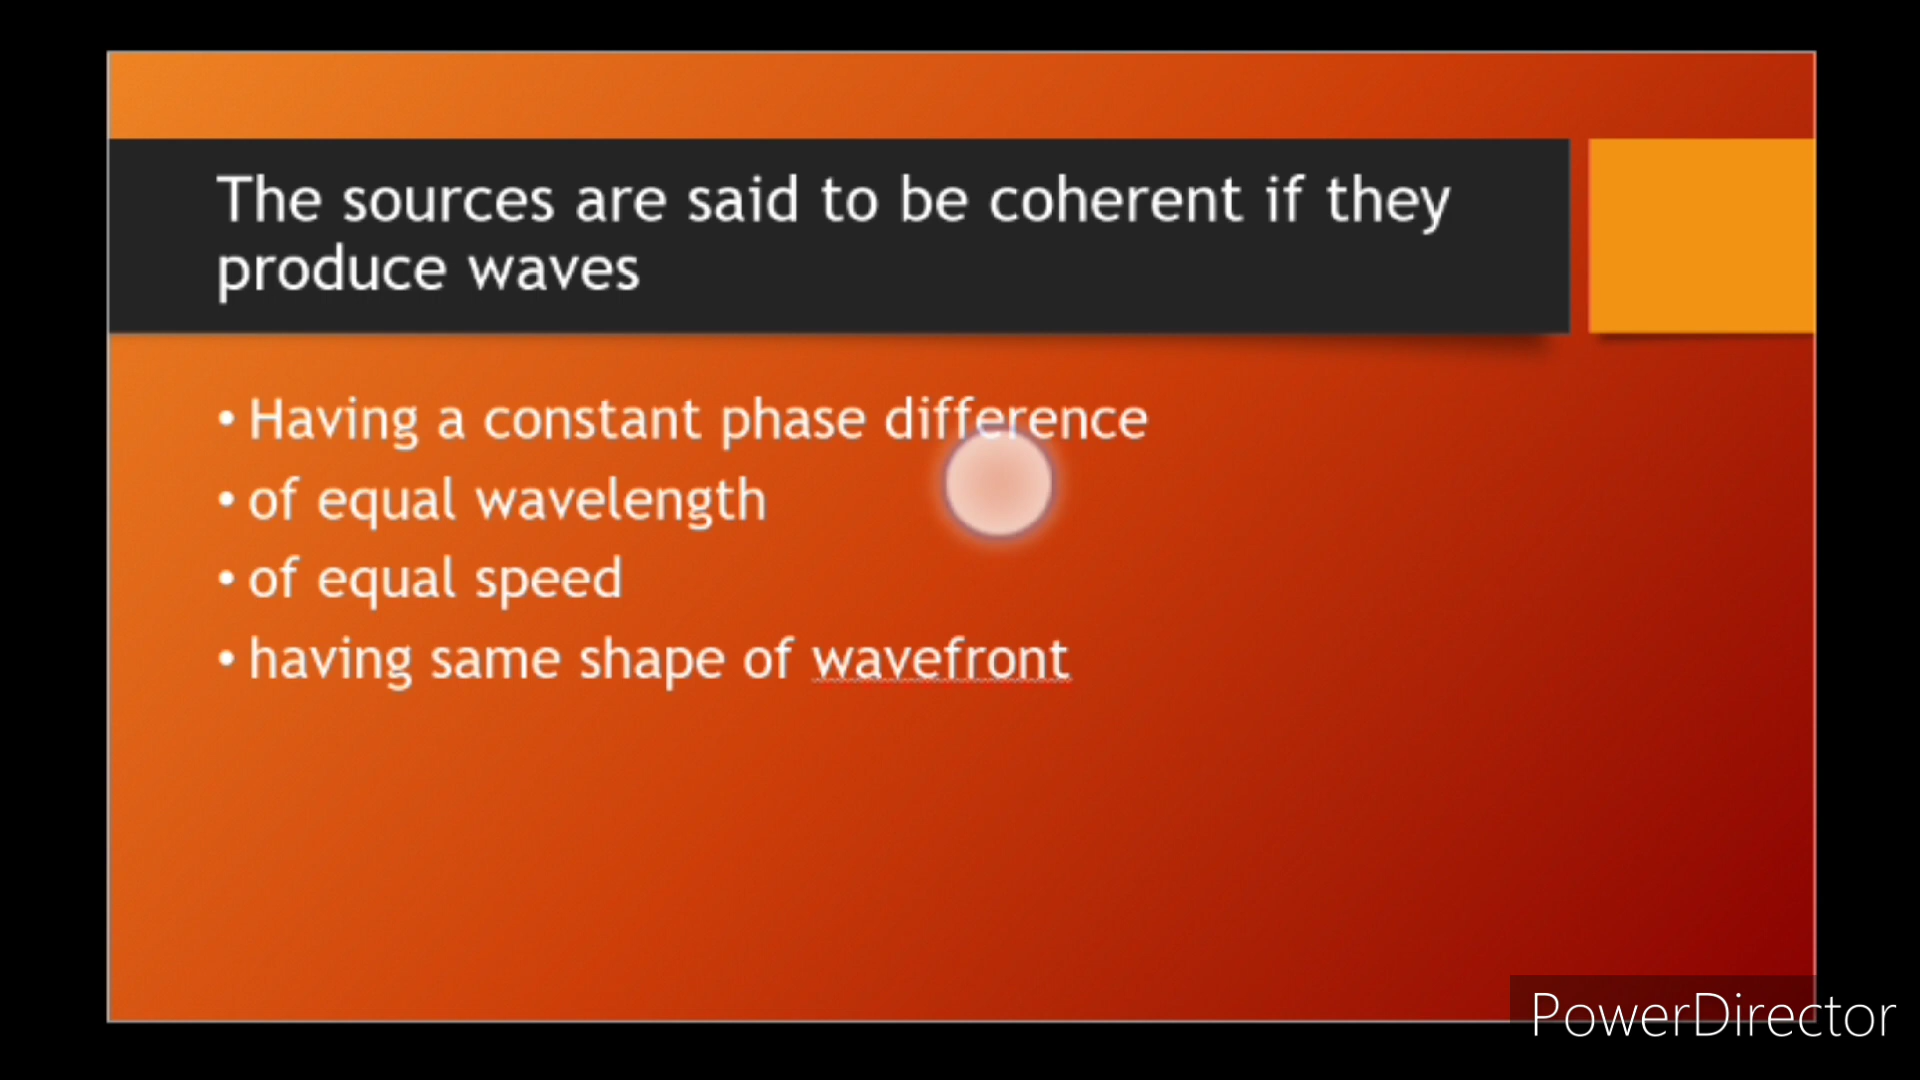 The sources are said to be coherent if they
produce waves
• Having a constant phase difference
• of equal wavelength
• of equal speed
• having same shape of wavefront
PowerDirector